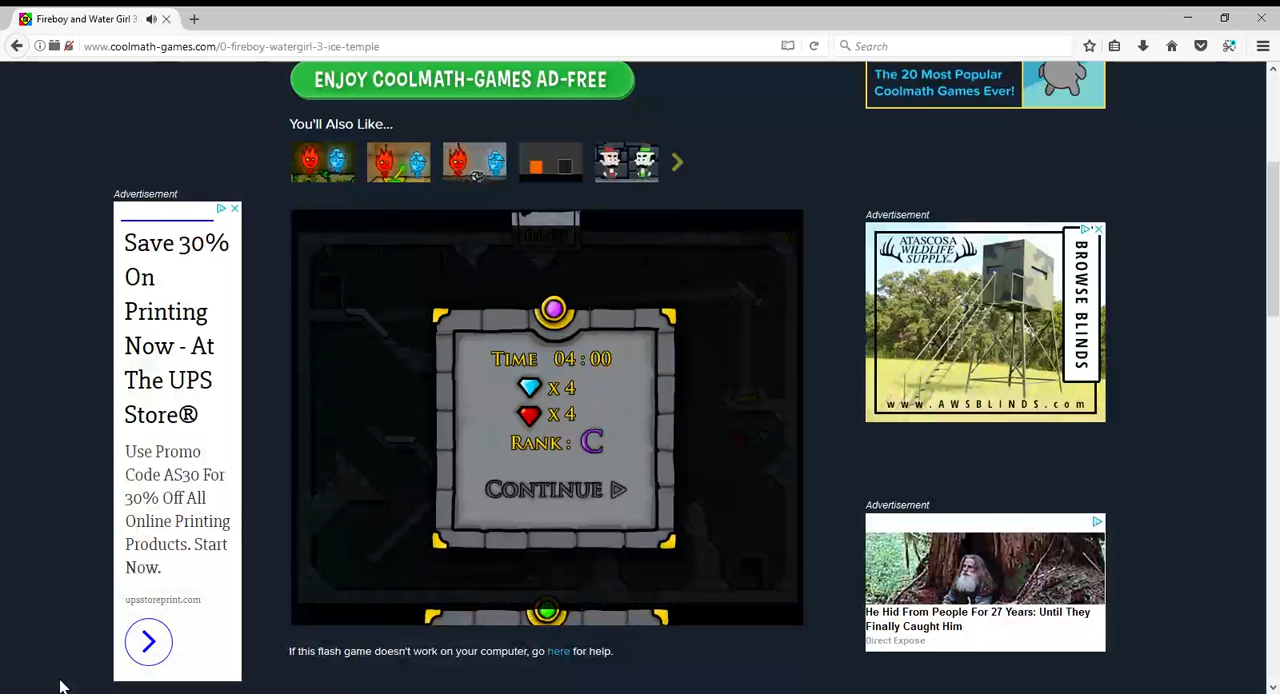 Fireboy and Water Girl 3
www.coolmath-games.com/0-fireboy-watergirl-3-ice-temple
Search
ENJOY COOLMATH-GAMES AD-FREE
The 20 Most Popular
Coolmath Games Ever!
You'll Also Like...
Advertisement
Save 30%
On
Printing
Now - At
The UPS
Store®
Use Promo
Code AS30 For
30% Off All
Online Printing
Products. Start
Now.
upsstoreprint.com
TIME 04:00
X 4
X 4
RANK: C
CONTINUE
If this flash game doesn't work on your computer, go here for help.
Advertisement
ATASCOSA
WILDLIFE
SUPPLY
BROWSE BLINDS
www.AWSBLINDS.com
Advertisement
He Hid From People For 27 Years: Until They
Finally Caught Him
Direct Expose